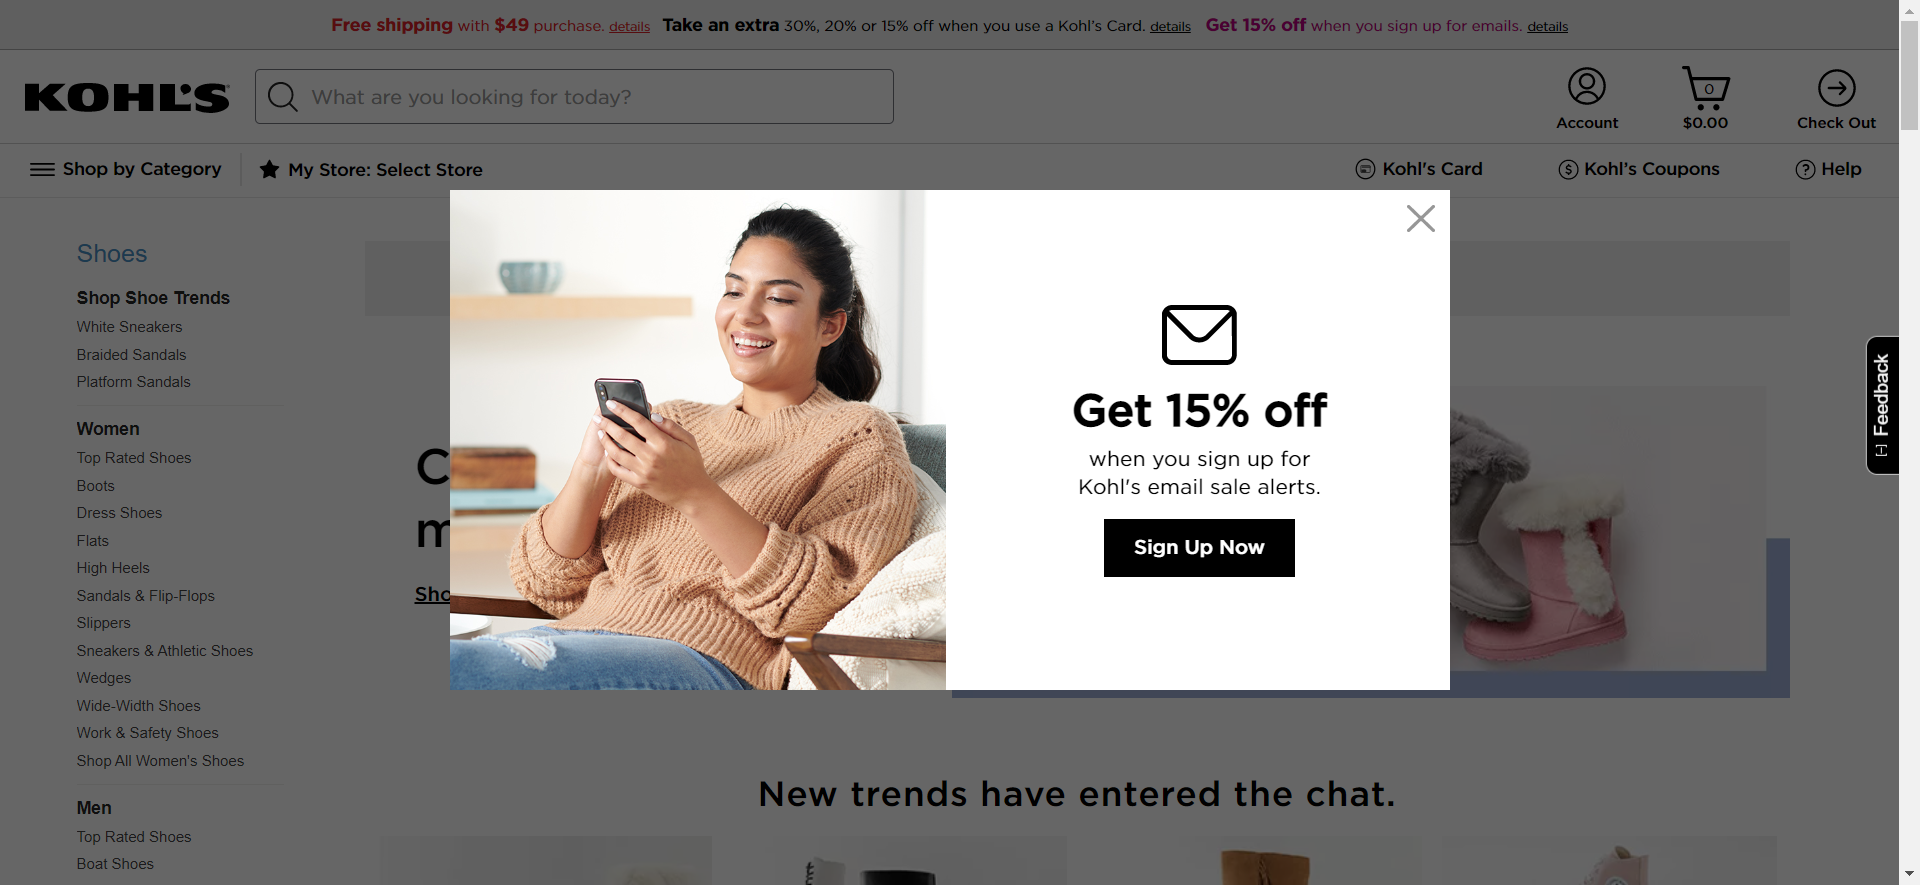 Free shipping with $49 purchase. details Take an extra 30%, 20% or 15% off when you use a Kohl's Card. details Get 15% off when you sign up for emails. details
KOHL'S
What are you looking for today?
0
Account
$0.00
Check Out
Shop by Category
My Store: Select Store
Kohl's Card
$
Kohl's Coupons
?
Help
Shoes
Shop Shoe Trends
White Sneakers
Braided Sandals
Platform Sandals
Women
Top Rated Shoes
Boots
Dress Shoes
Flats
High Heels
Sandals & Flip-Flops
Slippers
Sneakers & Athletic Shoes
Wedges
Wide-Width Shoes
Work & Safety Shoes
Shop All Women's Shoes
Men
Top Rated Shoes
Boat Shoes
Get 15% off
when you sign up for
Kohl's email sale alerts.
Sign Up Now
[-] Feedback
New trends have entered the chat.